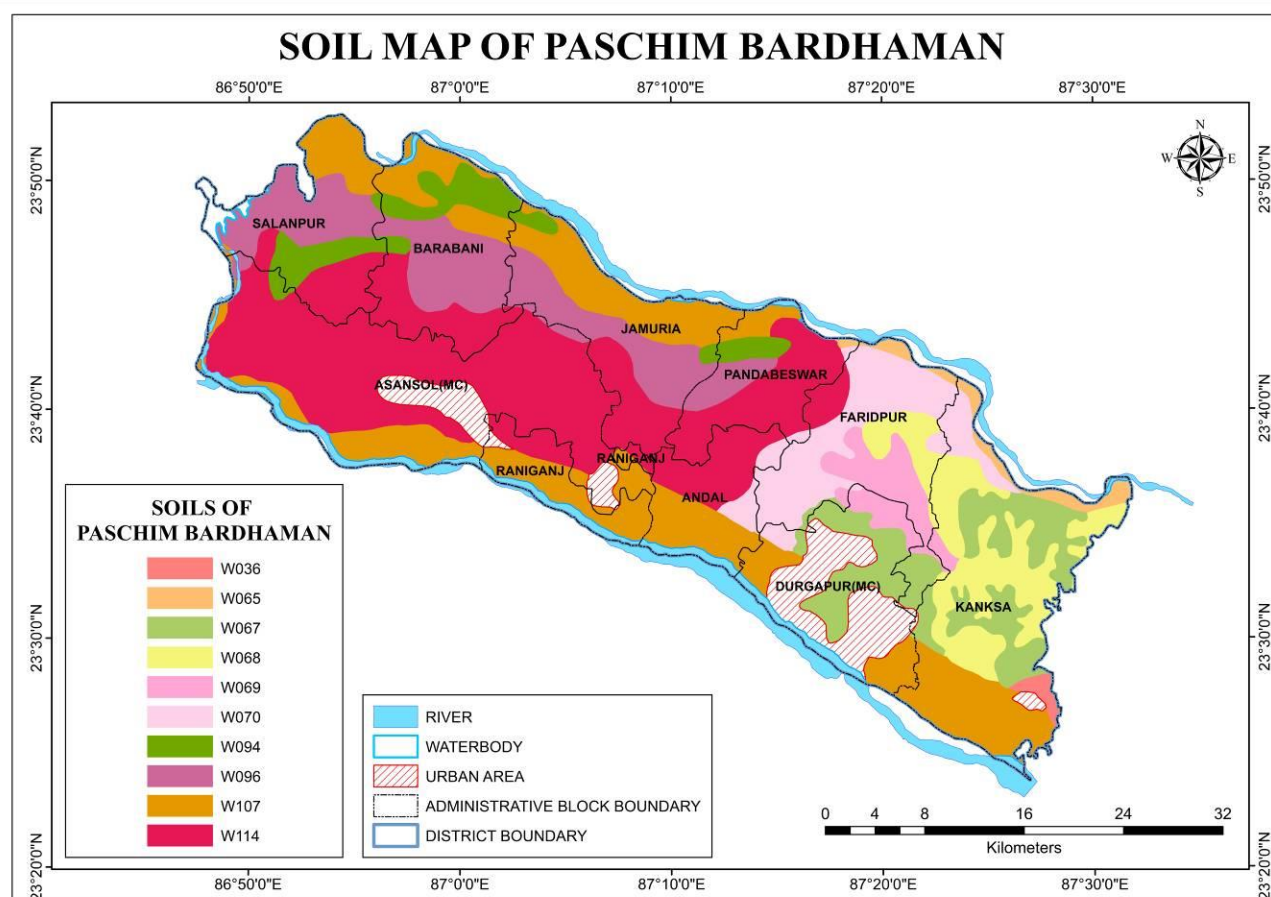 SOIL MAP OF PASCHIM BARDHAMAN
86°50'0"E 87°0'0"E 87°10'0"E 87°20'0"E 87°30'0"E
N
W E
S
23°50'0"N 23°50'0"N
SALANPUR
BARABANI
JAMURIA
PANDABESWAR
ASANSOL(MC)
23°40'0"N 23°40'0"N
FARIDPUR
RANIGANJ RANIGANJ
ANDAL
DURGAPUR(MC)
KANKSA
23°30'0"N 23°30'0"N
SOILS OF
PASCHIM BARDHAMAN
W036
W065
W067
W068
W069
W070
W094
W096
W107
W114
RIVER
WATERBODY
URBAN AREA
ADMINISTRATIVE BLOCK BOUNDARY
DISTRICT BOUNDARY
0 4 8 16 24 32
Kilometers
23°20'0"N 23°20'0"N
86°50'0"E 87°0'0"E 87°10'0"E 87°20'0"E 87°30'0"E